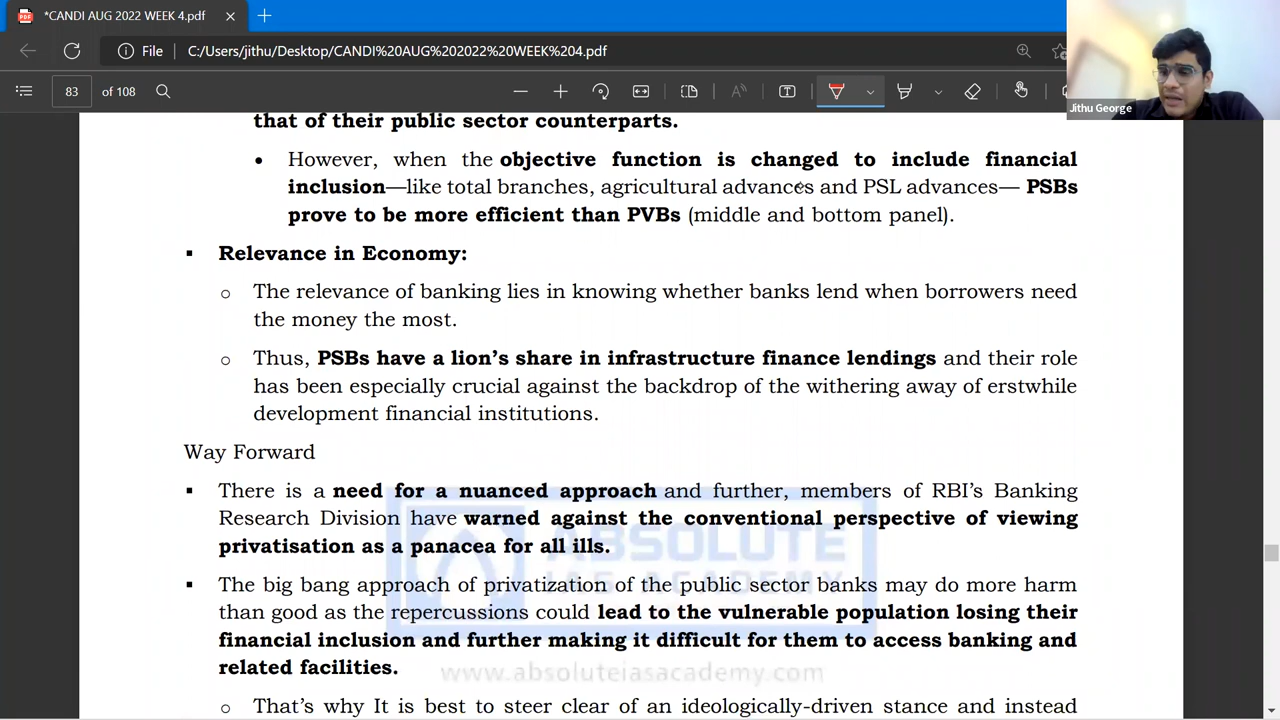 *CANDI AUG 2022 WEEK 4.pdf
File
C:/Users/jithu/Desktop/CANDI%20AUG%202022%20WEEK%204.pdf
83 of 108
Jithu George
that of their public sector counterparts.
• However, when the objective function is changed to include financial
inclusion—like total branches, agricultural advances and PSL advances— PSBs
prove to be more efficient than PVBs (middle and bottom panel).
▪ Relevance in Economy:
o The relevance of banking lies in knowing whether banks lend when borrowers need
the money the most.
o Thus, PSBs have a lion’s share in infrastructure finance lendings and their role
has been especially crucial against the backdrop of the withering away of erstwhile
development financial institutions.
Way Forward
▪ There is a need for a nuanced approach and further, members of RBI’s Banking
Research Division have warned against the conventional perspective of viewing
privatisation as a panacea for all ills.
ABSOLUTE
IAS ACADEMY
▪ The big bang approach of privatization of the public sector banks may do more harm
than good as the repercussions could lead to the vulnerable population losing their
financial inclusion and further making it difficult for them to access banking and
related facilities.
www.absoluteiasacademy.com
o That’s why It is best to steer clear of an ideologically-driven stance and instead